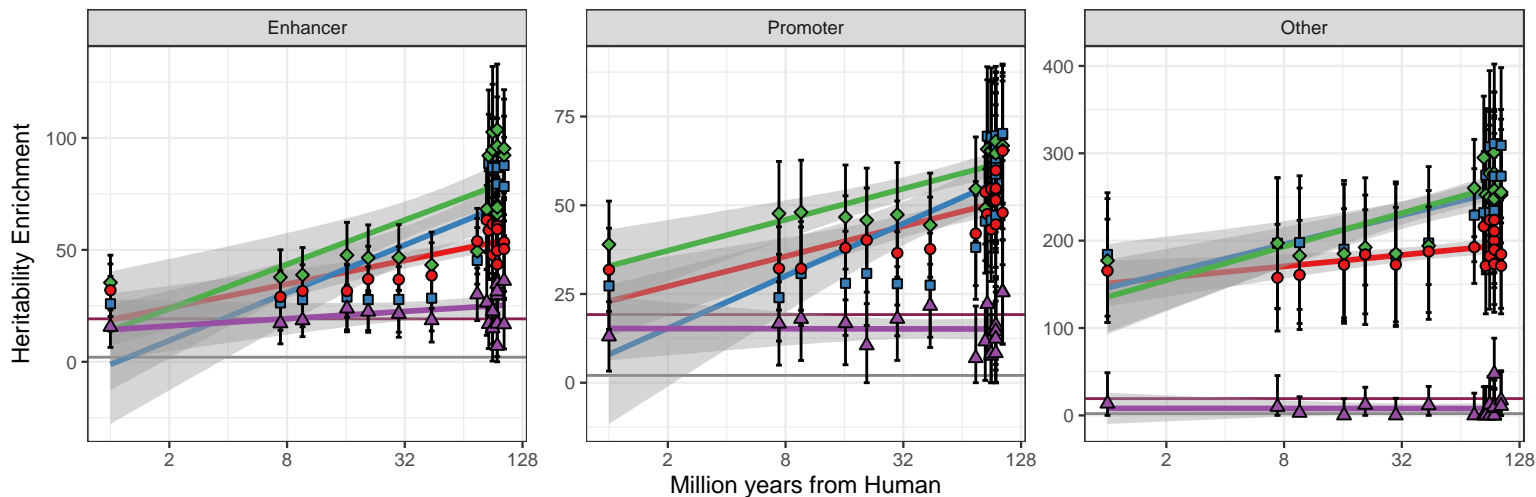 Enhancer
Promoter
Other
Heritability Enrichment
100
50
0
75
50
25
0
400
300
200
100
0
2 8 32 128
2 8 32 128
2 8 32 128
Million years from Human